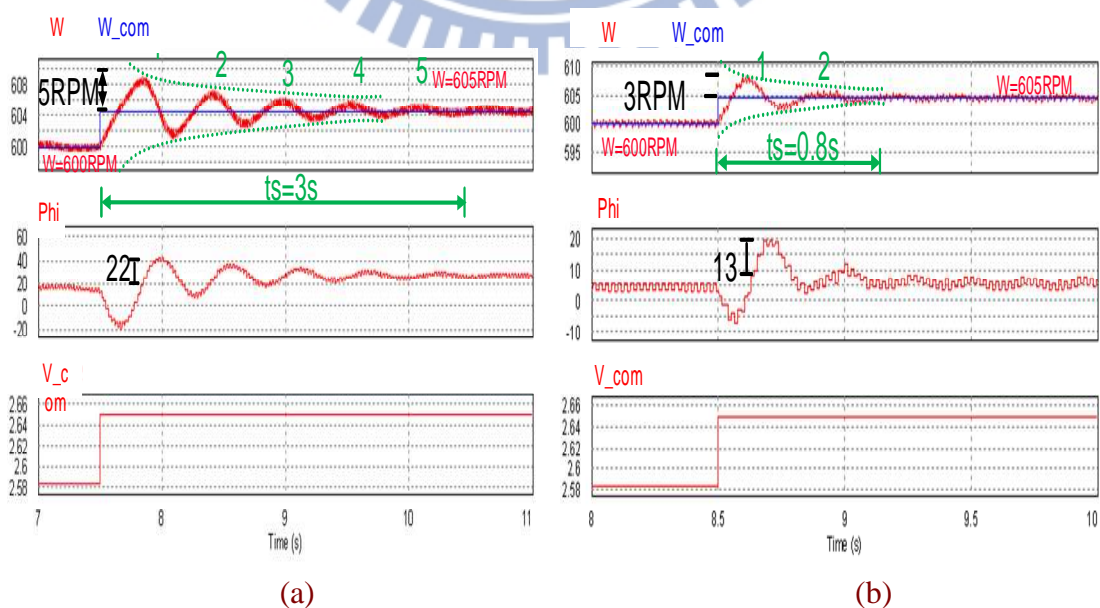 W W_com
608
604
600
5RPM
1 2 3 4 5
W=605RPM
W=600RPM
ts=3s
Phi
60
40
20
0
-20
22
V_c
om
2.66
2.64
2.62
2.6
2.58
7 8 9 10 11
Time (s)
(a)
W W_com
610
605
600
595
3RPM
1 2
W=605RPM
W=600RPM
ts=0.8s
Phi
20
10
0
-10
13
V_com
2.66
2.64
2.62
2.6
2.58
8 8.5 9 9.5 10
Time (s)
(b)